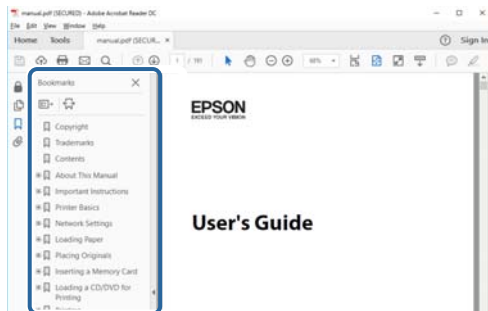 manual.pdf (SECURED) - Adobe Acrobat Reader DC
File Edit View Window Help
Home Tools manual.pdf (SECUR... ×
Sign In
Bookmarks
Copyright
Trademarks
Contents
About This Manual
Important Instructions
Printer Basics
Network Settings
Loading Paper
Placing Originals
Inserting a Memory Card
Loading a CD/DVD for
Printing
EPSON
EXCEED YOUR VISION
User's Guide